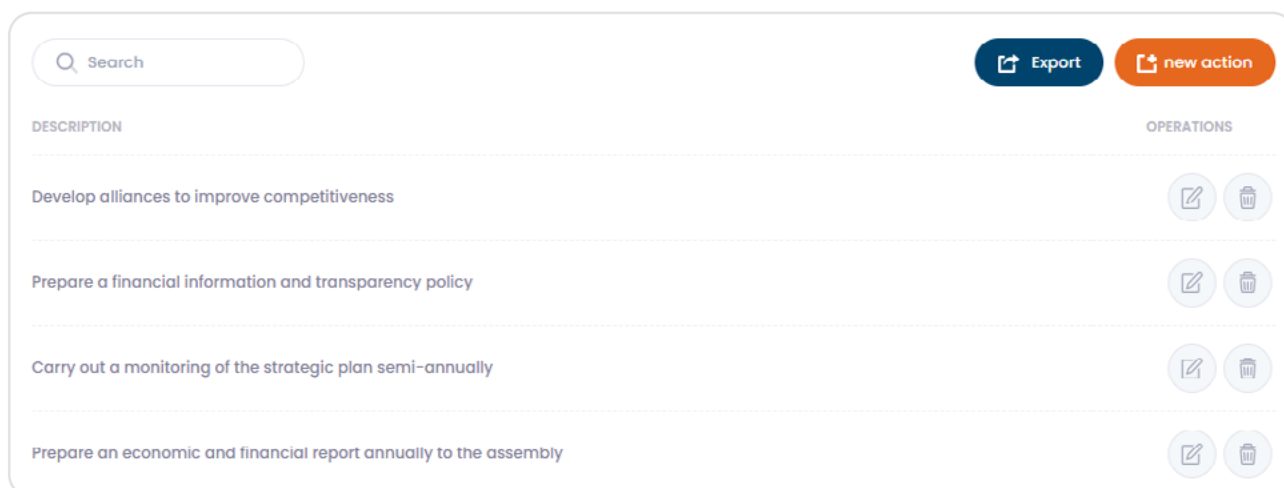 Search
Export
new action
DESCRIPTION
OPERATIONS
Develop alliances to improve competitiveness
Prepare a financial information and transparency policy
Carry out a monitoring of the strategic plan semi-annually
Prepare an economic and financial report annually to the assembly